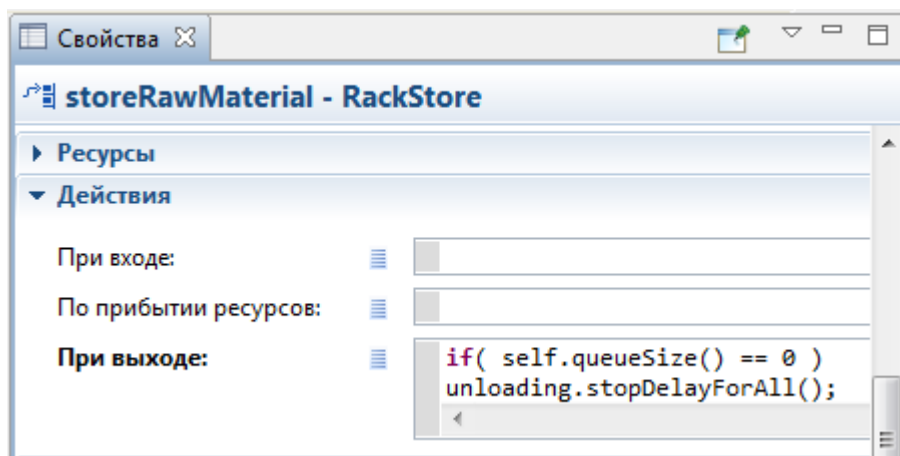 Свойства
storeRawMaterial - RackStore
Ресурсы
Действия
При входе:
По прибытии ресурсов:
При выходе:
if( self.queueSize() == 0 )
unloading.stopDelayForAll();